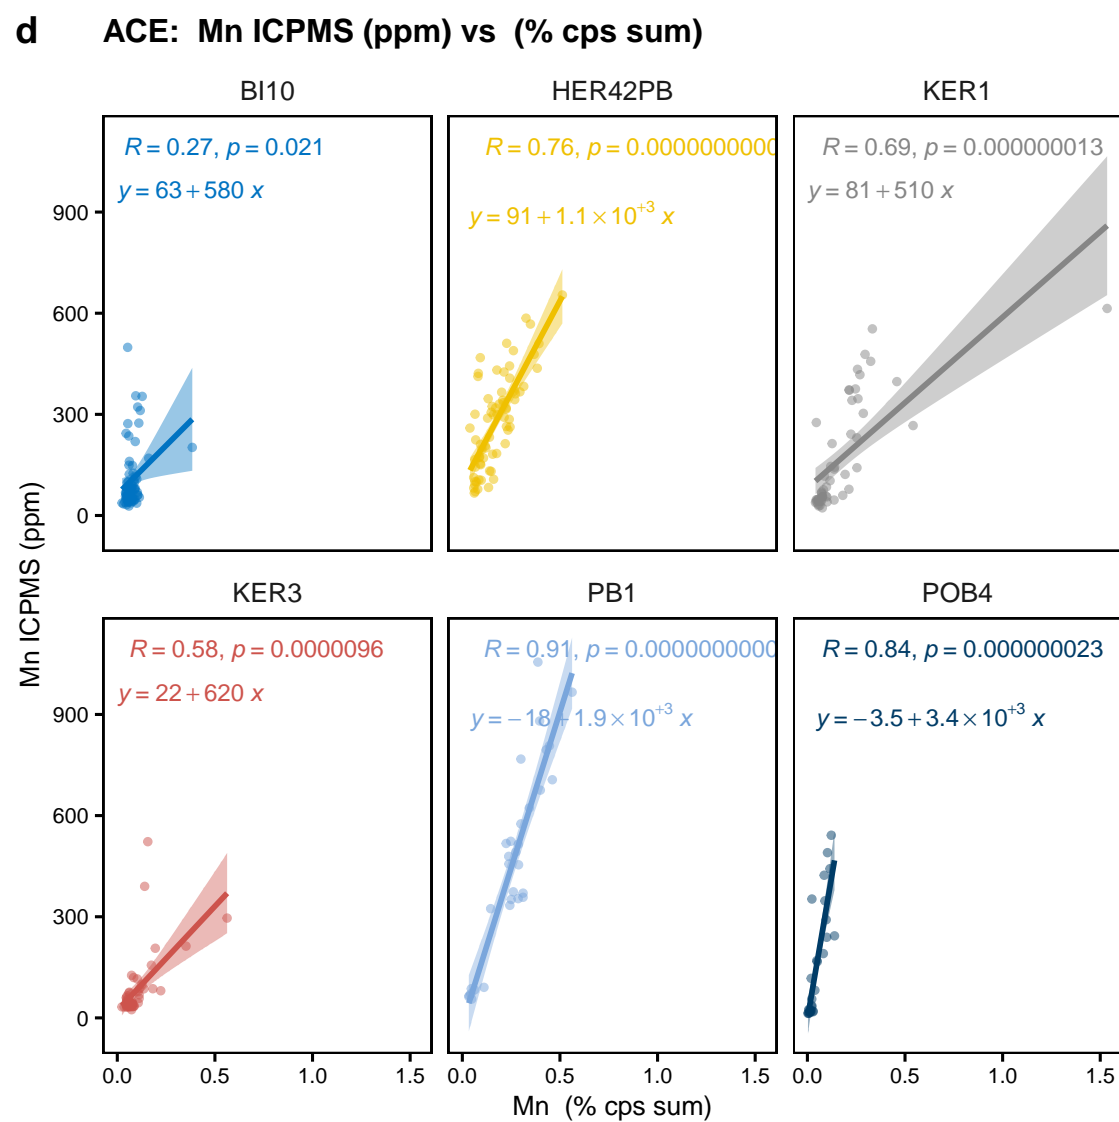 d ACE: Mn ICPMS (ppm) vs (% cps sum)
BI10 HER42PB KER1
R = 0.27, p = 0.021 R = 0.76, p = 0.0000000000 R = 0.69, p = 0.000000013
y = 63 + 580 x y = 91 + 1.1 × 10⁺³ x y = 81 + 510 x
900
600
300
0
Mn ICPMS (ppm)
KER3 PB1 POB4
R = 0.58, p = 0.0000096 R = 0.91, p = 0.0000000000 R = 0.84, p = 0.000000023
y = 22 + 620 x y = −18 + 1.9 × 10⁺³ x y = −3.5 + 3.4 × 10⁺³ x
900
600
300
0
0.0 0.5 1.0 1.5 0.0 0.5 1.0 1.5 0.0 0.5 1.0 1.5
Mn (% cps sum)